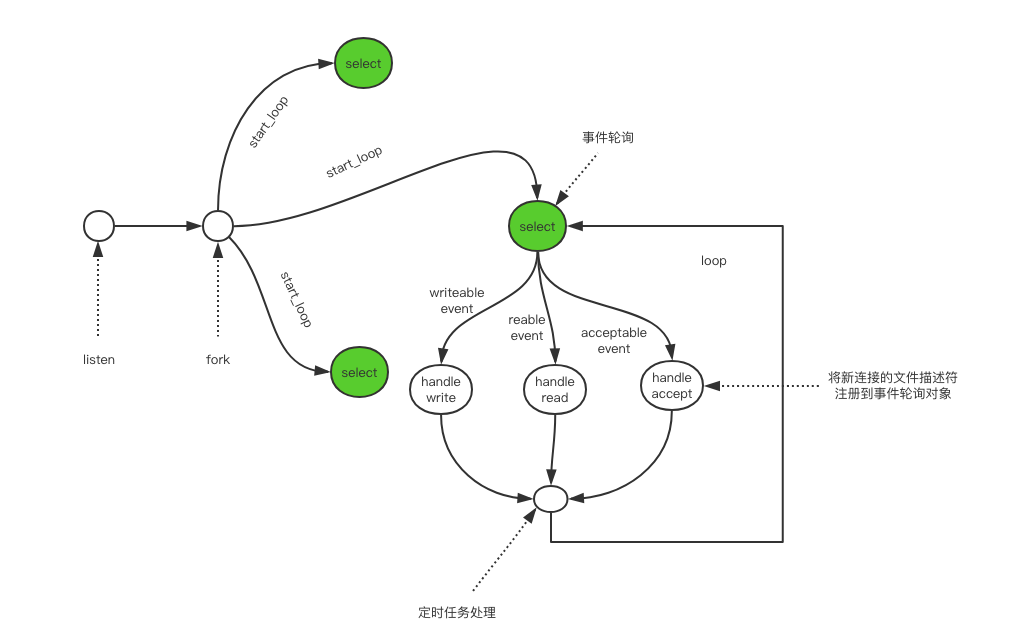 select
start_loop
事件轮询
start_loop
select
loop
start_loop
writeable
event
reable
event
acceptable
event
listen
fork
select
handle
write
handle
read
handle
accept
将新连接的文件描述符
注册到事件轮询对象
定时任务处理